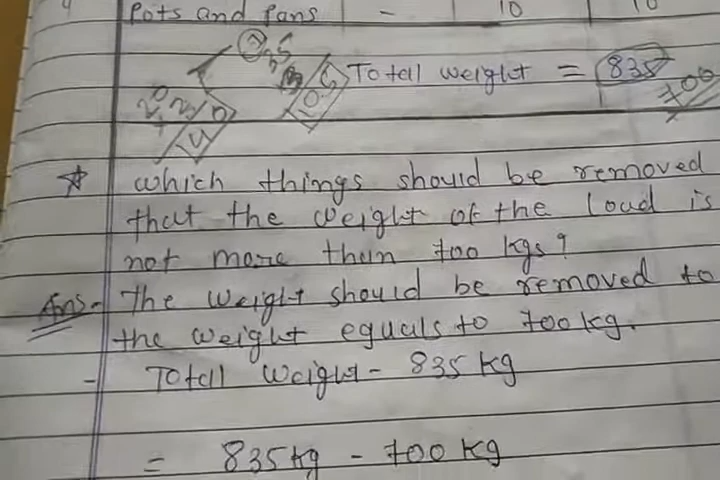 Pots and Pans - 10 10
Total weight = 835
700
* which things should be removed
that the weight of the load is
not more than 700 kgs?
Ans- The weight should be removed to
the weight equals to 700 kg.
- Total weight - 835 kg
= 835 kg - 700 kg